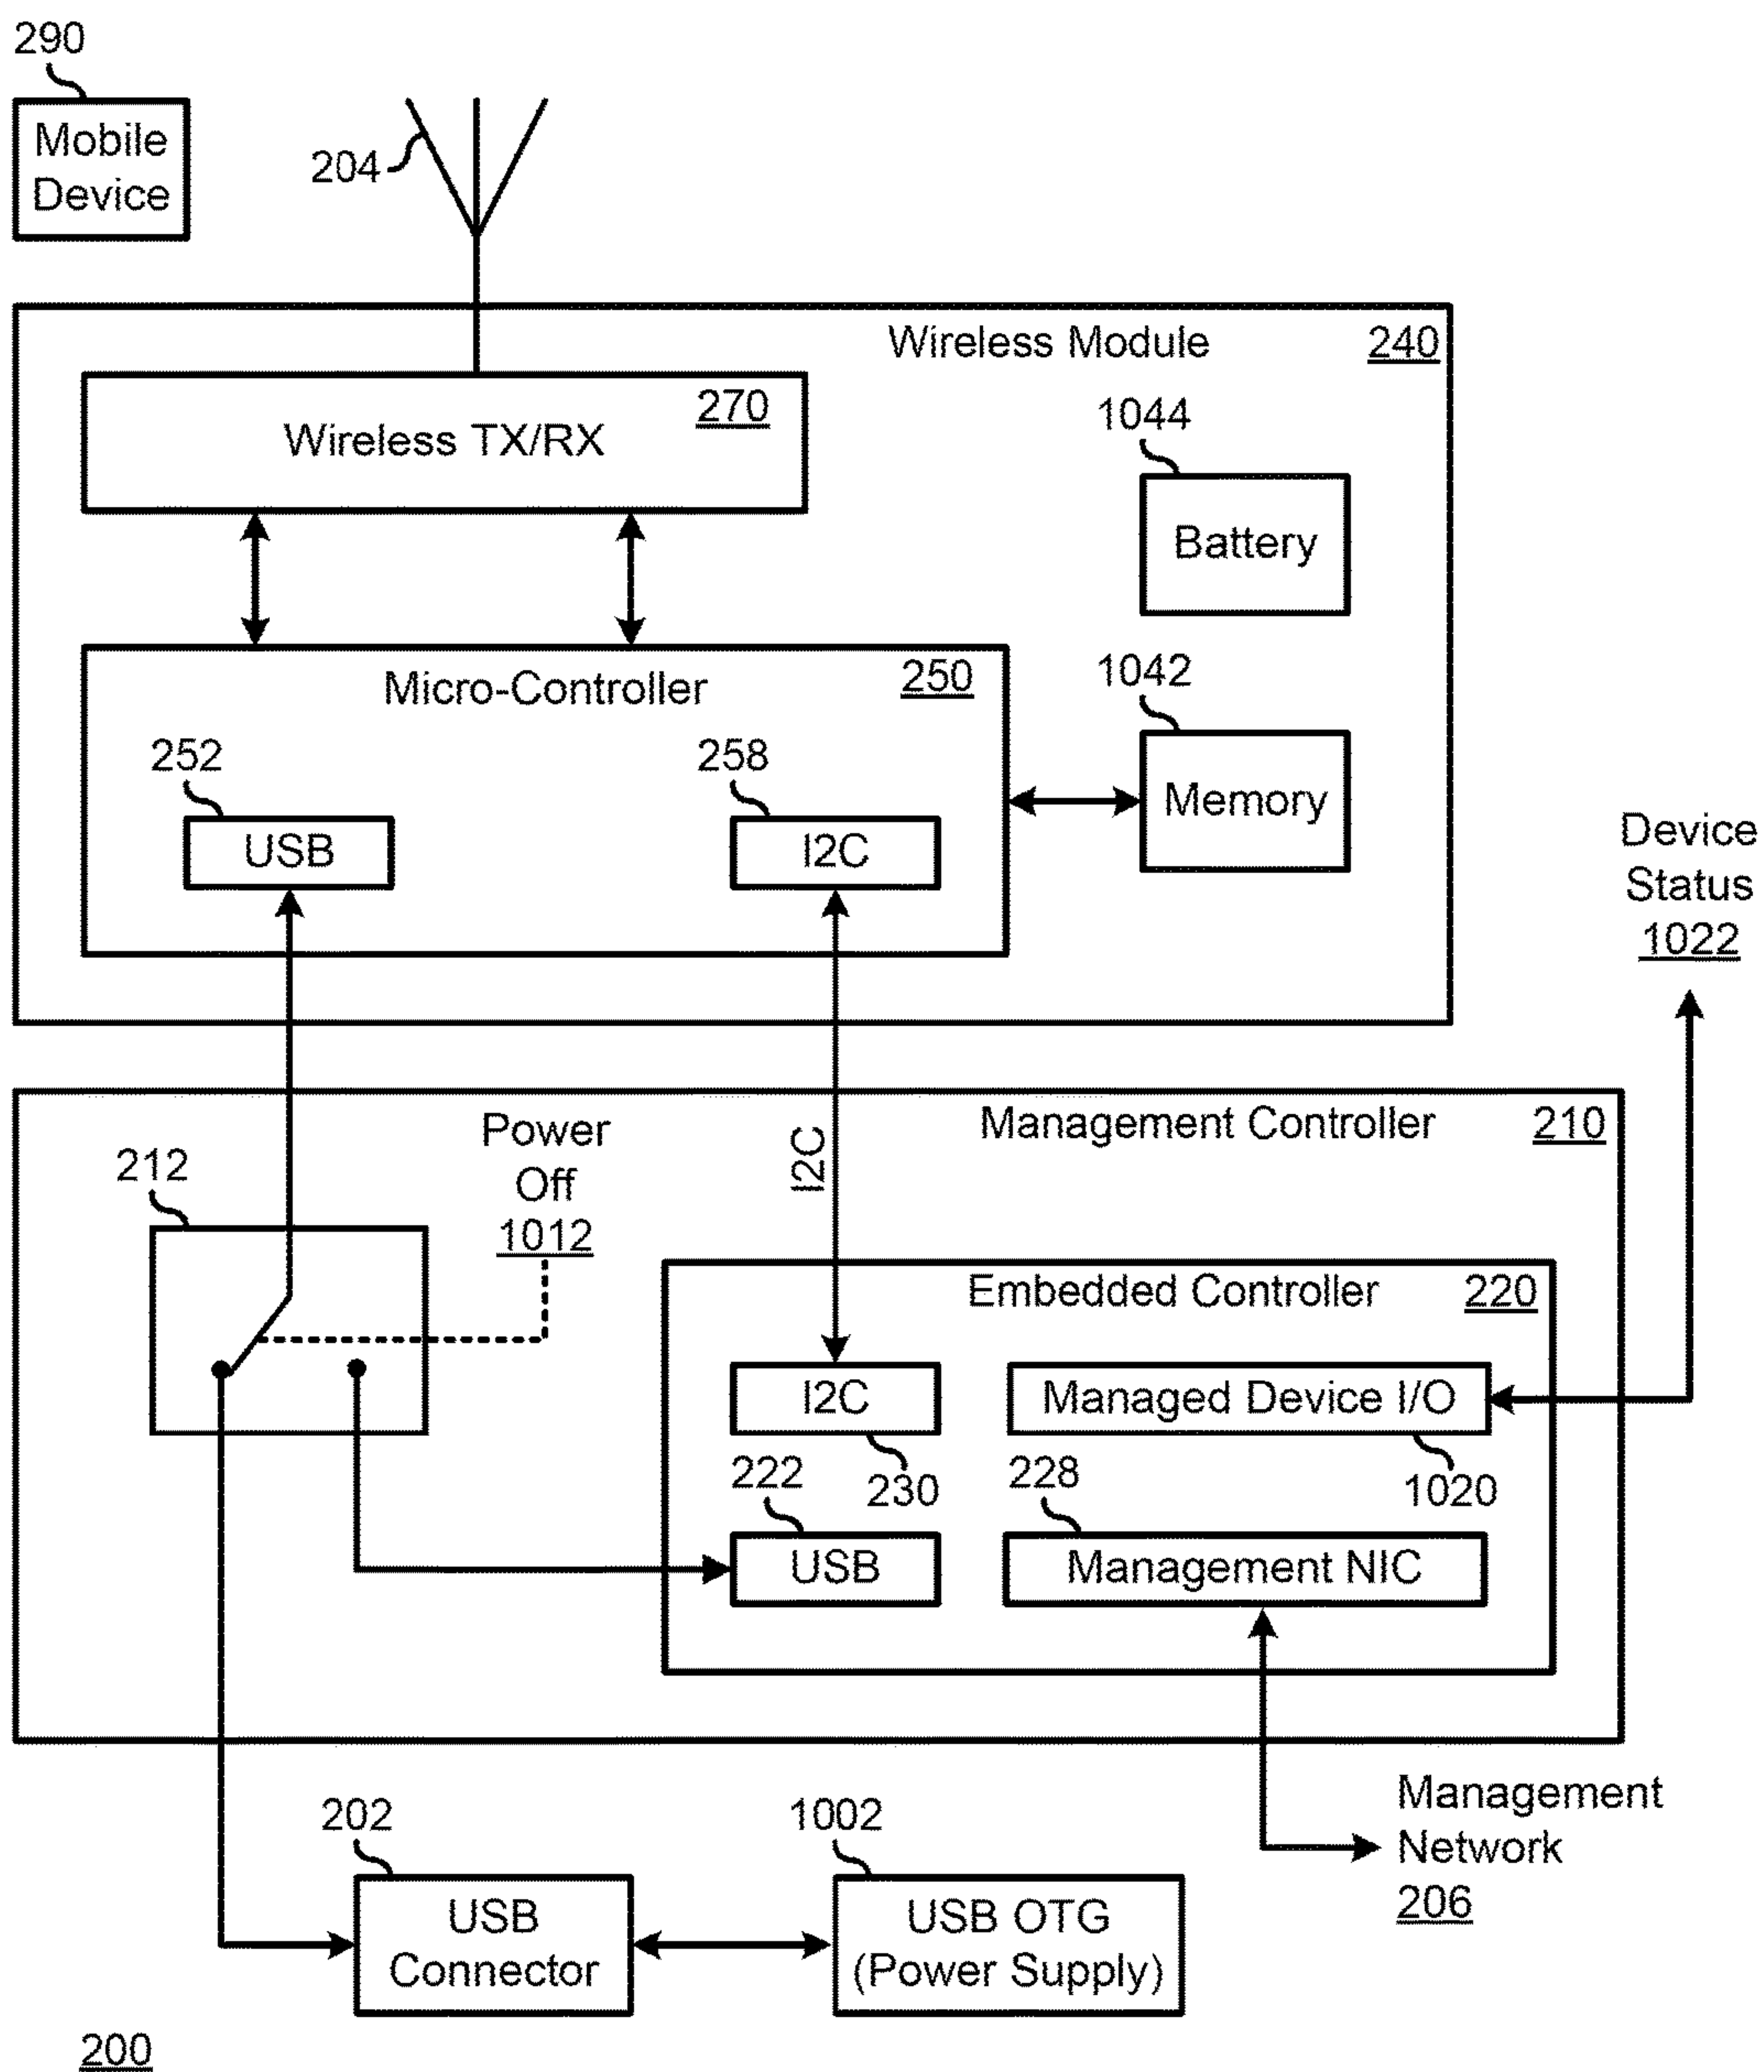 290
Mobile
Device
204
Wireless Module 240
270
Wireless TX/RX
1044
Battery
Micro-Controller 250
1042
Memory
252
USB
258
I2C
Device
Status
1022
I2C
Management Controller 210
Power
Off
1012
212
Embedded Controller 220
I2C
230
Managed Device I/O
1020
222
USB
228
Management NIC
Management
Network
206
202
USB
Connector
1002
USB OTG
(Power Supply)
200